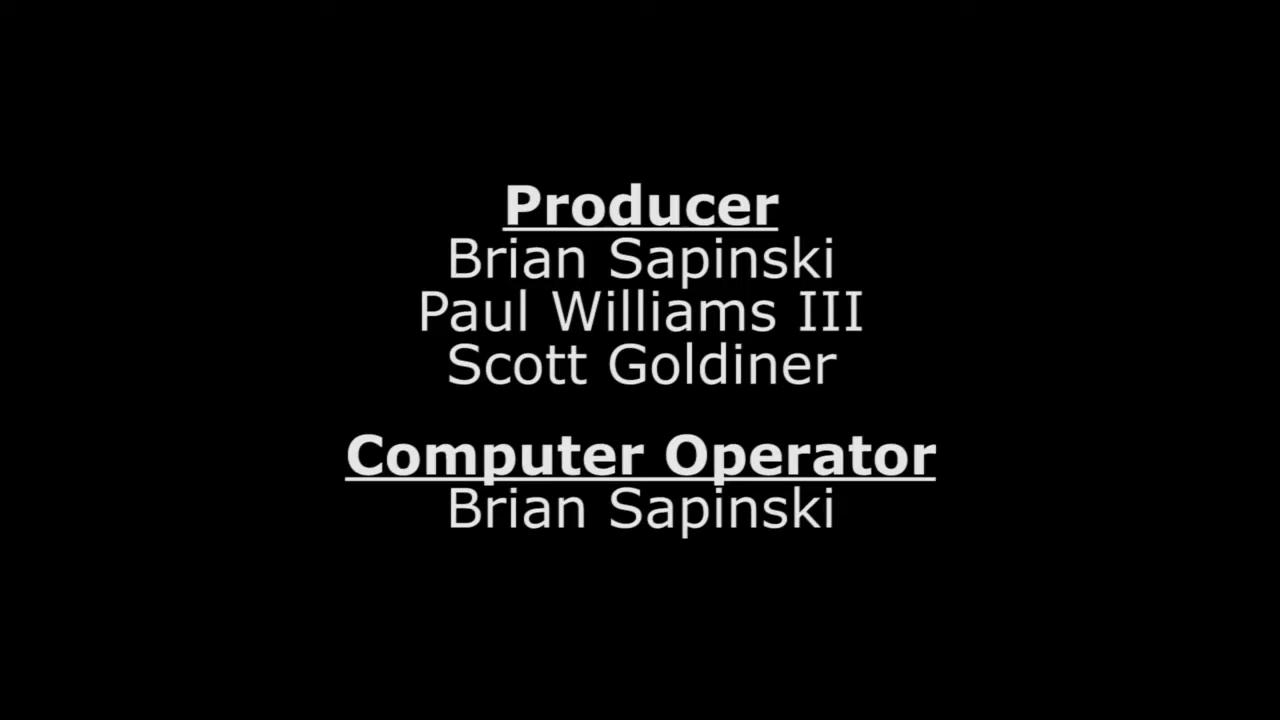 Producer
Brian Sapinski
Paul Williams III
Scott Goldiner
Computer Operator
Brian Sapinski